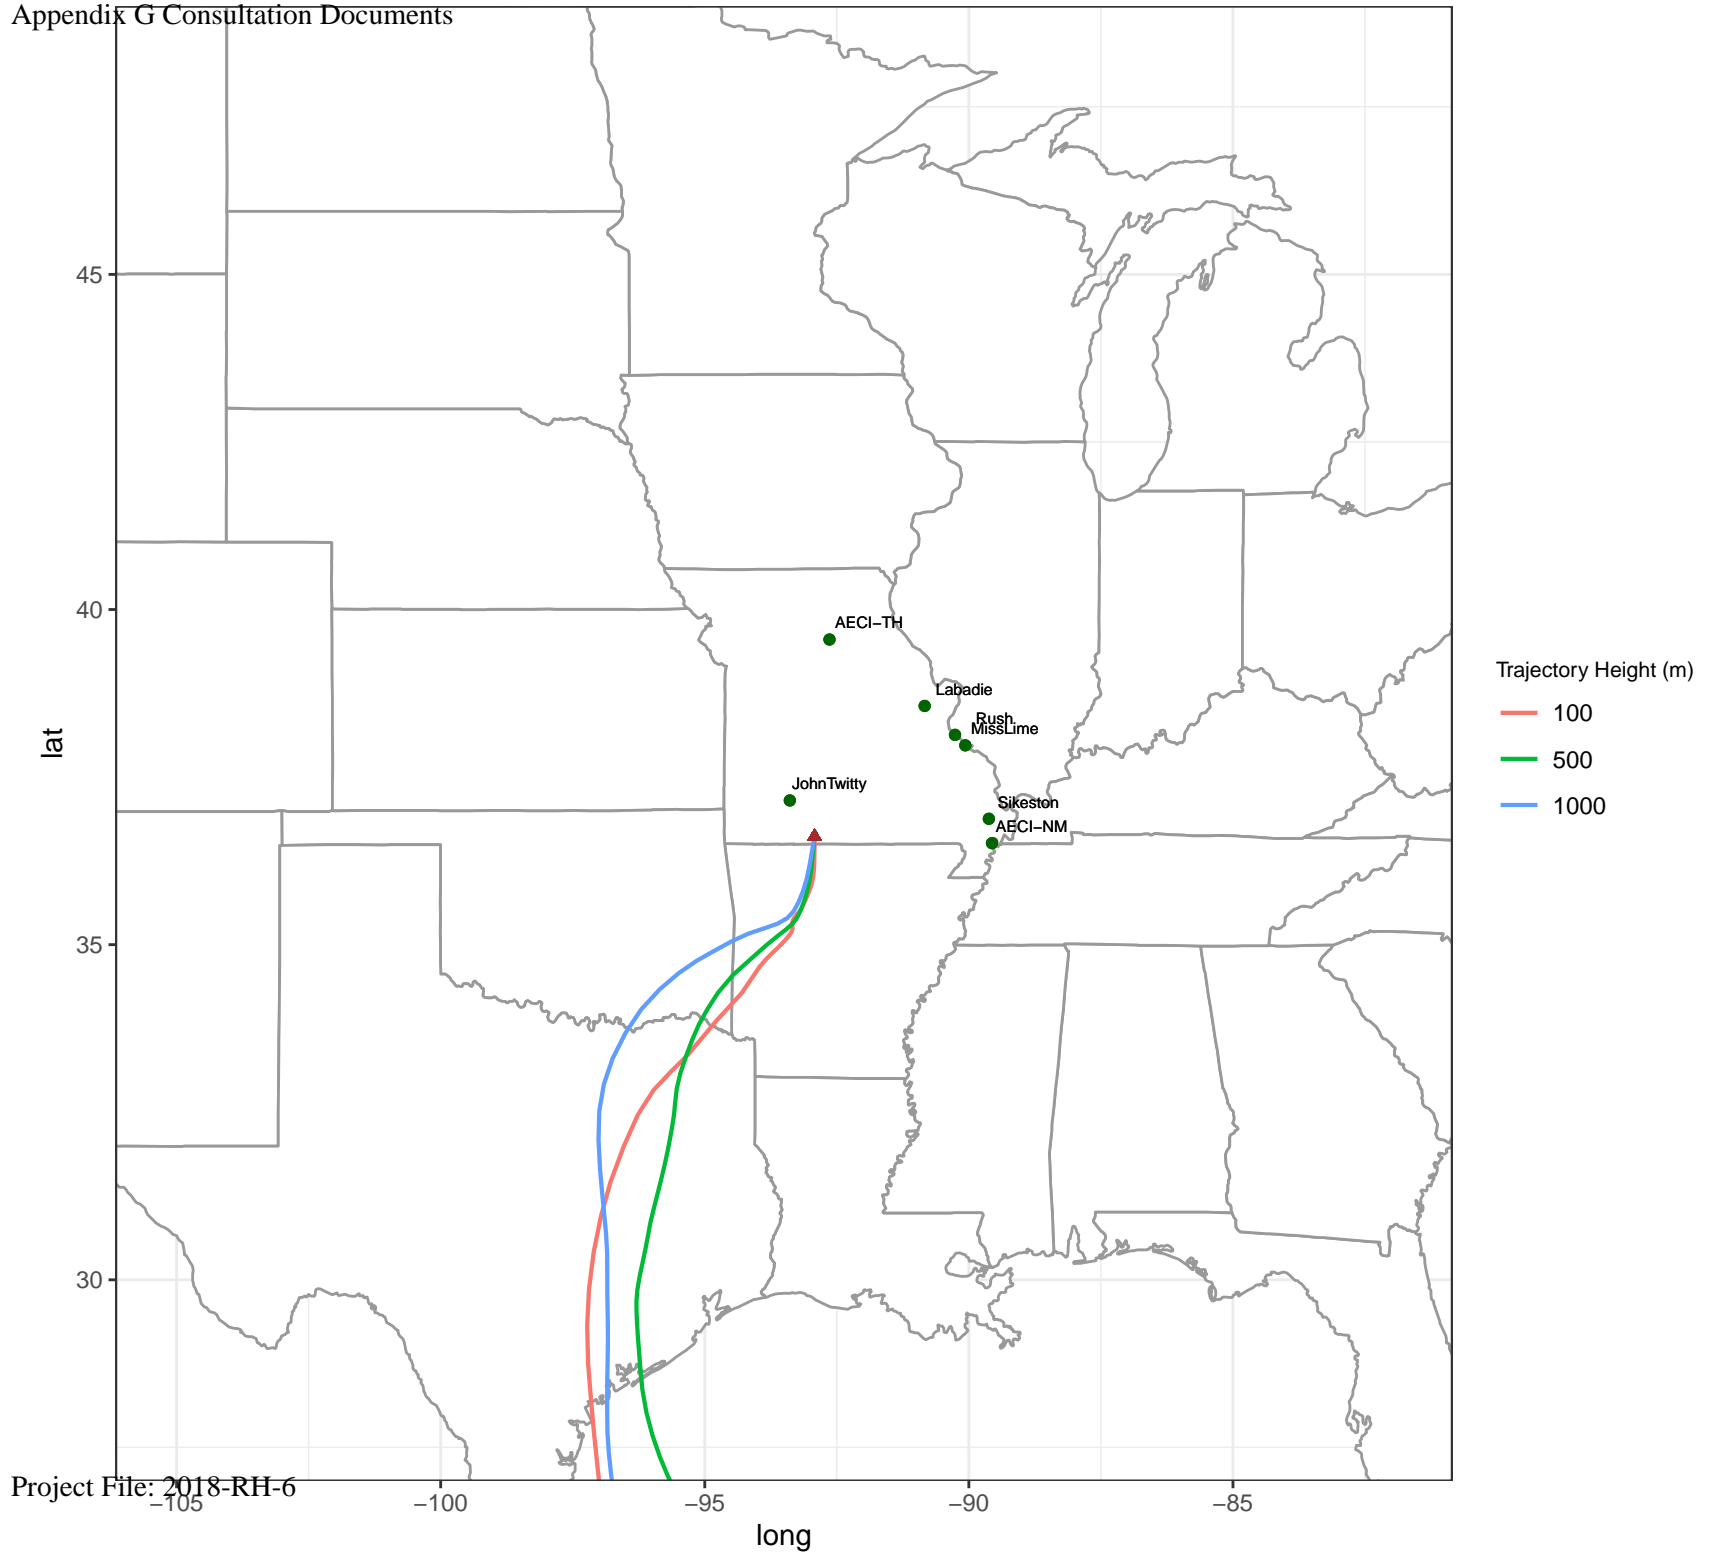 Appendix G Consultation Documents
45
40
35
30
lat
AECI−TH
Labadie
Rush
MissLime
JohnTwitty
Sikeston
AECI−NM
Trajectory Height (m)
100
500
1000
Project File: 2018-RH-6
−105
−100
−95
−90
−85
long